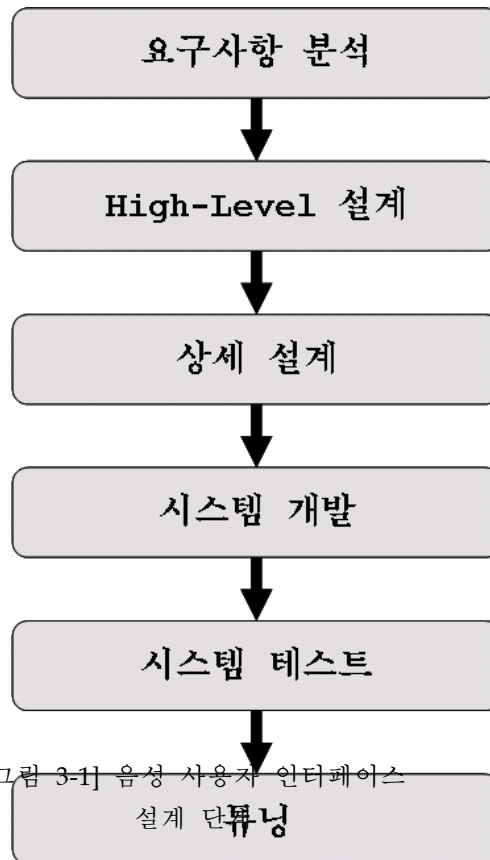 요구사항 분석
High-Level 설계
상세 설계
시스템 개발
시스템 테스트
그림 3-1] 음성 사용자 인터페이스
설계 단계
튜닝